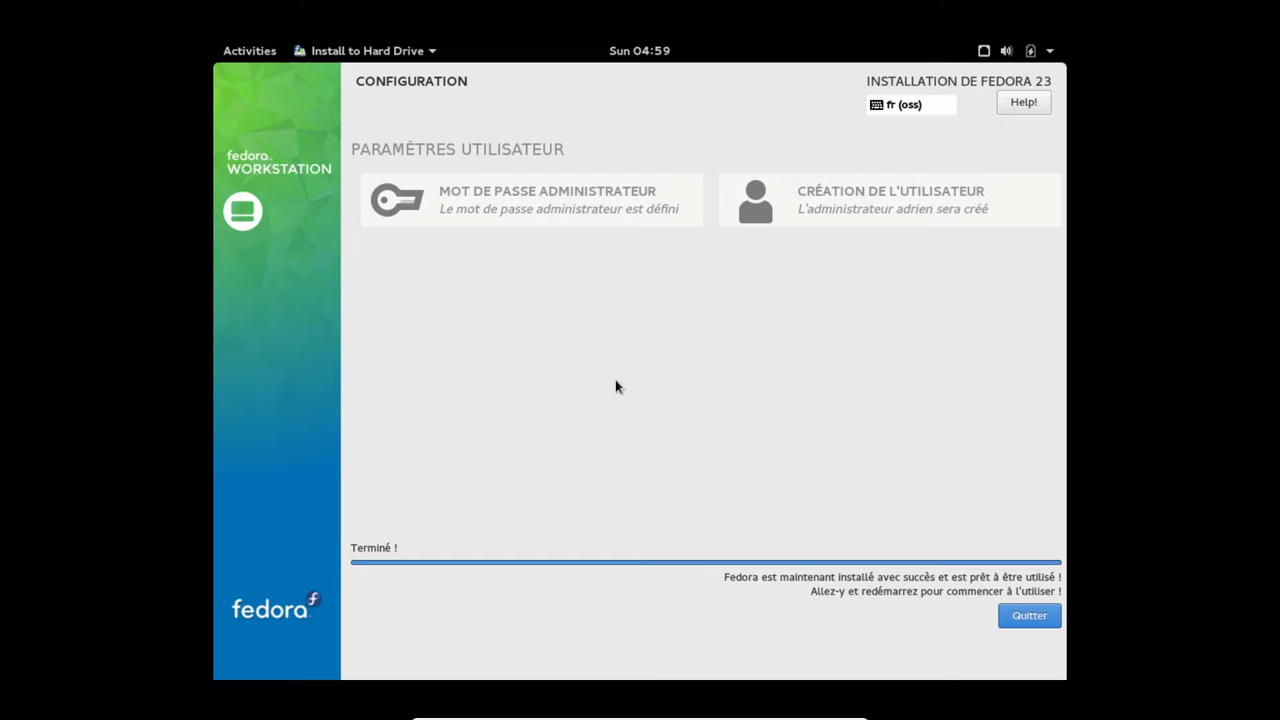 Activities
Install to Hard Drive
Sun 04:59
CONFIGURATION
INSTALLATION DE FEDORA 23
fr (oss)
Help!
fedora
WORKSTATION
PARAMÈTRES UTILISATEUR
MOT DE PASSE ADMINISTRATEUR
Le mot de passe administrateur est défini
CRÉATION DE L'UTILISATEUR
L'administrateur adrien sera créé
Terminé !
Fedora est maintenant installé avec succès et est prêt à être utilisé !
Allez-y et redémarrez pour commencer à l'utiliser !
fedora
Quitter